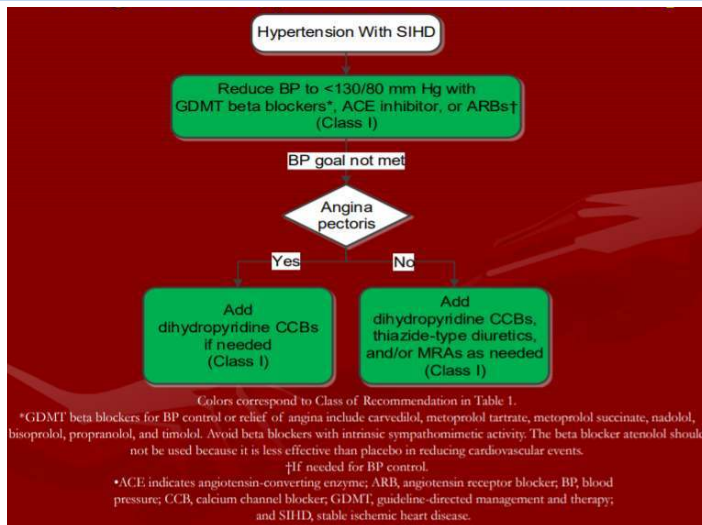 Hypertension With SIHD
Reduce BP to <130/80 mm Hg with
GDMT beta blockers*, ACE inhibitor, or ARBs†
(Class I)
BP goal not met
Angina
pectoris
Yes
No
Add
dihydropyridine CCBs
if needed
(Class I)
Add
dihydropyridine CCBs,
thiazide-type diuretics,
and/or MRAs as needed
(Class I)
Colors correspond to Class of Recommendation in Table 1.
*GDMT beta blockers for BP control or relief of angina include carvedilol, metoprolol tartrate, metoprolol succinate, nadolol,
bisoprolol, propranolol, and timolol. Avoid beta blockers with intrinsic sympathomimetic activity. The beta blocker atenolol should
not be used because it is less effective than placebo in reducing cardiovascular events.
†If needed for BP control.
•ACE indicates angiotensin-converting enzyme; ARB, angiotensin receptor blocker; BP, blood
pressure; CCB, calcium channel blocker; GDMT, guideline-directed management and therapy;
and SIHD, stable ischemic heart disease.